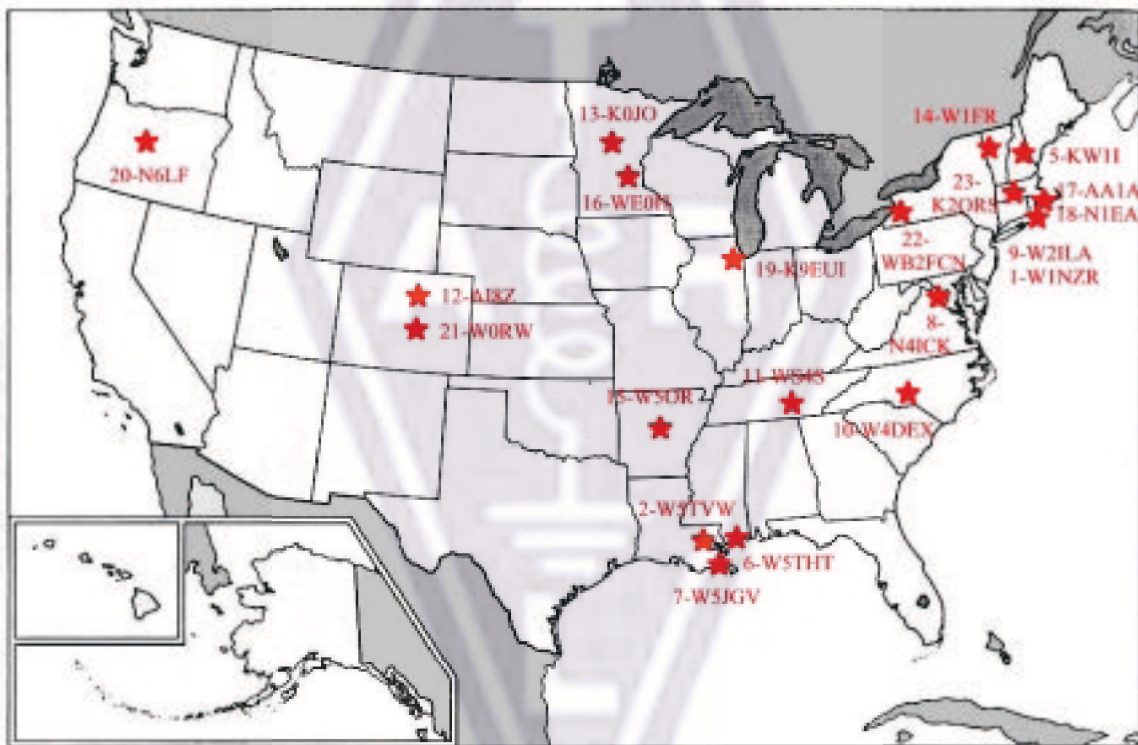 13-K0JO
14-W1FR
20-N6LF
16-WE0H
5-KW1I
23-
K2ORS
17-AA1A
18-N1EA
22-
WB2FCN
9-W2ILA
1-W1NZR
19-K9EUI
12-AI8Z
21-W0RW
8-
N4ICK
11-WS4S
15-W5OR
10-W4DEX
2-W5TVW
6-W5THT
7-W5JGV